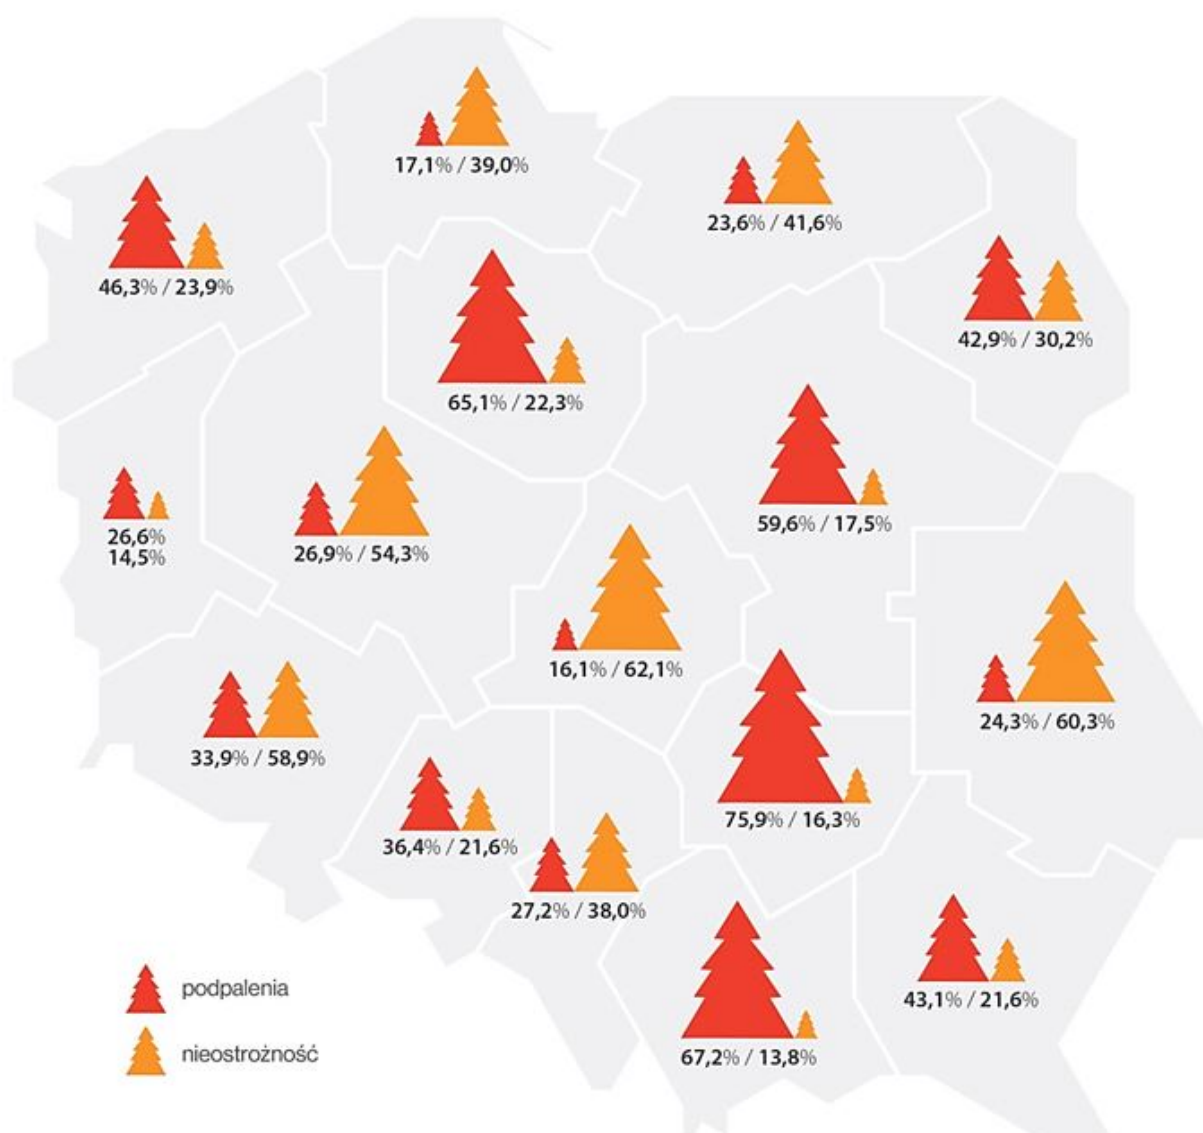 17,1% / 39,0%
23,6% / 41,6%
46,3% / 23,9%
42,9% / 30,2%
65,1% / 22,3%
59,6% / 17,5%
26,6%
14,5%
26,9% / 54,3%
16,1% / 62,1%
24,3% / 60,3%
33,9% / 58,9%
75,9% / 16,3%
36,4% / 21,6%
27,2% / 38,0%
43,1% / 21,6%
67,2% / 13,8%
podpalenia
nieostrożność